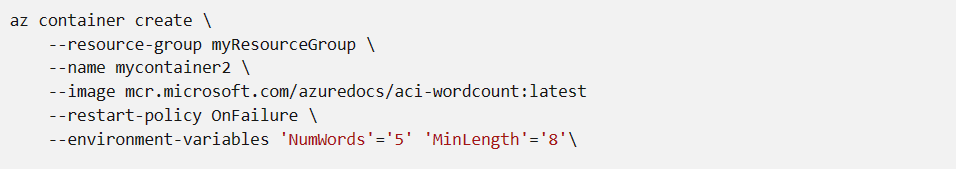 az container create \
    --resource-group myResourceGroup \
    --name mycontainer2 \
    --image mcr.microsoft.com/azuredocs/aci-wordcount:latest
    --restart-policy OnFailure \
    --environment-variables 'NumWords'='5' 'MinLength'='8'\